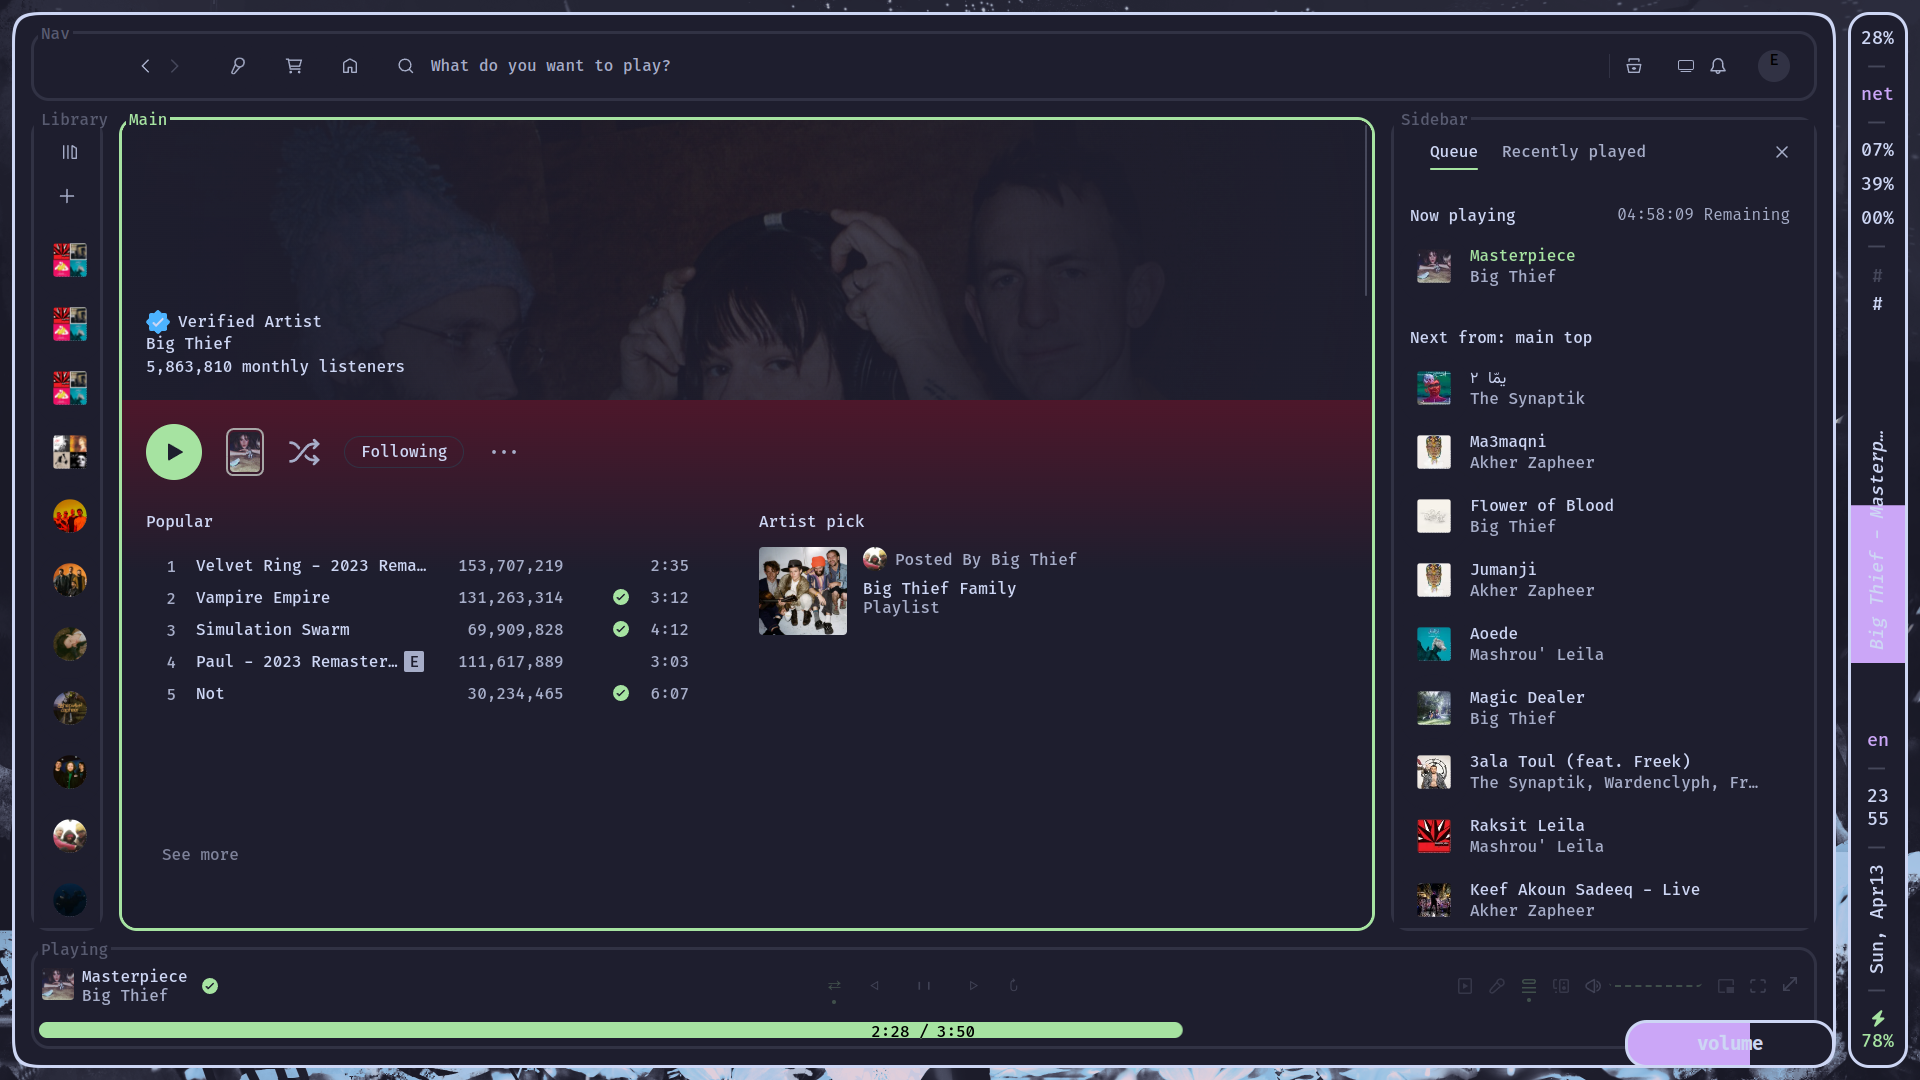 Nav
What do you want to play?
E
Library
Main
Verified Artist
Big Thief
5,863,810 monthly listeners
Following
Popular
1 Velvet Ring - 2023 Rema… 153,707,219 2:35
2 Vampire Empire 131,263,314 3:12
3 Simulation Swarm 69,909,828 4:12
4 Paul - 2023 Remaster… E 111,617,889 3:03
5 Not 30,234,465 6:07
See more
Artist pick
Posted By Big Thief
Big Thief Family
Playlist
Sidebar
Queue Recently played
Now playing 04:58:09 Remaining
Masterpiece
Big Thief
Next from: main top
يمّا ٢
The Synaptik
Ma3maqni
Akher Zapheer
Flower of Blood
Big Thief
Jumanji
Akher Zapheer
Aoede
Mashrou' Leila
Magic Dealer
Big Thief
3ala Toul (feat. Freek)
The Synaptik, Wardenclyph, Fr…
Raksit Leila
Mashrou' Leila
Keef Akoun Sadeeq - Live
Akher Zapheer
Playing
Masterpiece
Big Thief
2:28 / 3:50
volume
28%
net
07%
39%
00%
#
#
Big Thief - Masterp…
en
23
55
Sun, Apr13
78%